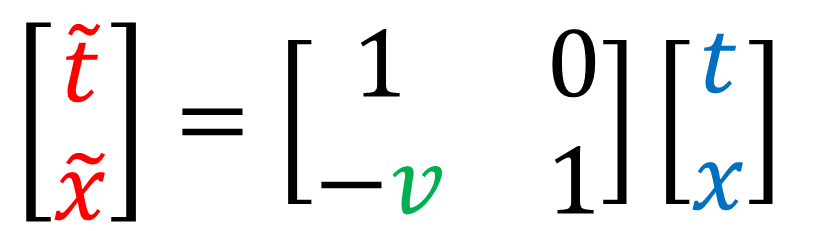 [t̃ x̃] = [1 0 −v 1] [t x]